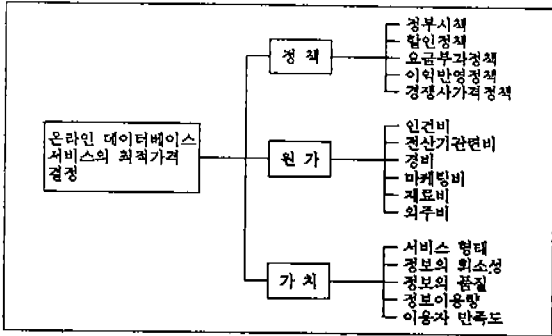 정부시책
할인정책
정책
요금부과정책
이익반영정책
경쟁사가격정책
온라인 데이터베이스
서비스의 최적가격
결정
인건비
전산기관련비
원가
경비
마케팅비
재료비
외주비
서비스 형태
정보의 희소성
가치
정보의 품질
정보이용량
이용자 만족도